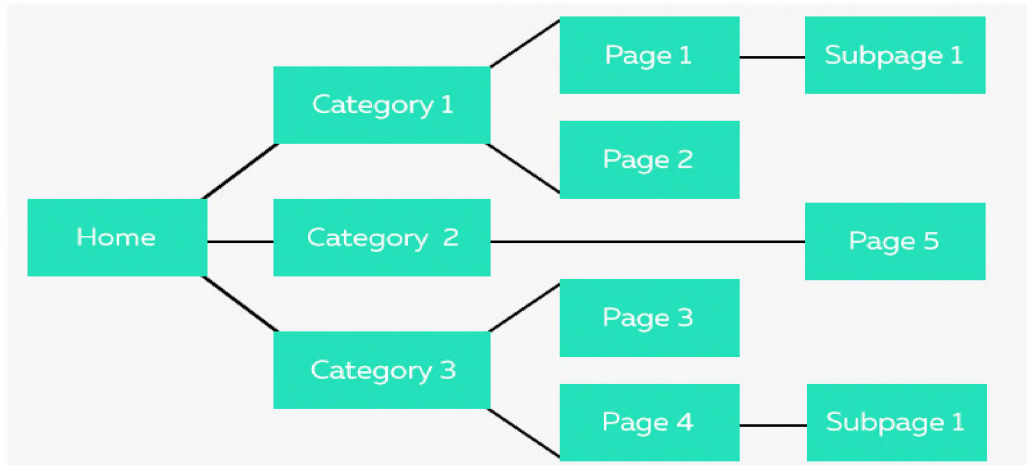 Page 1
Subpage 1
Category 1
Page 2
Home
Category 2
Page 5
Page 3
Category 3
Page 4
Subpage 1